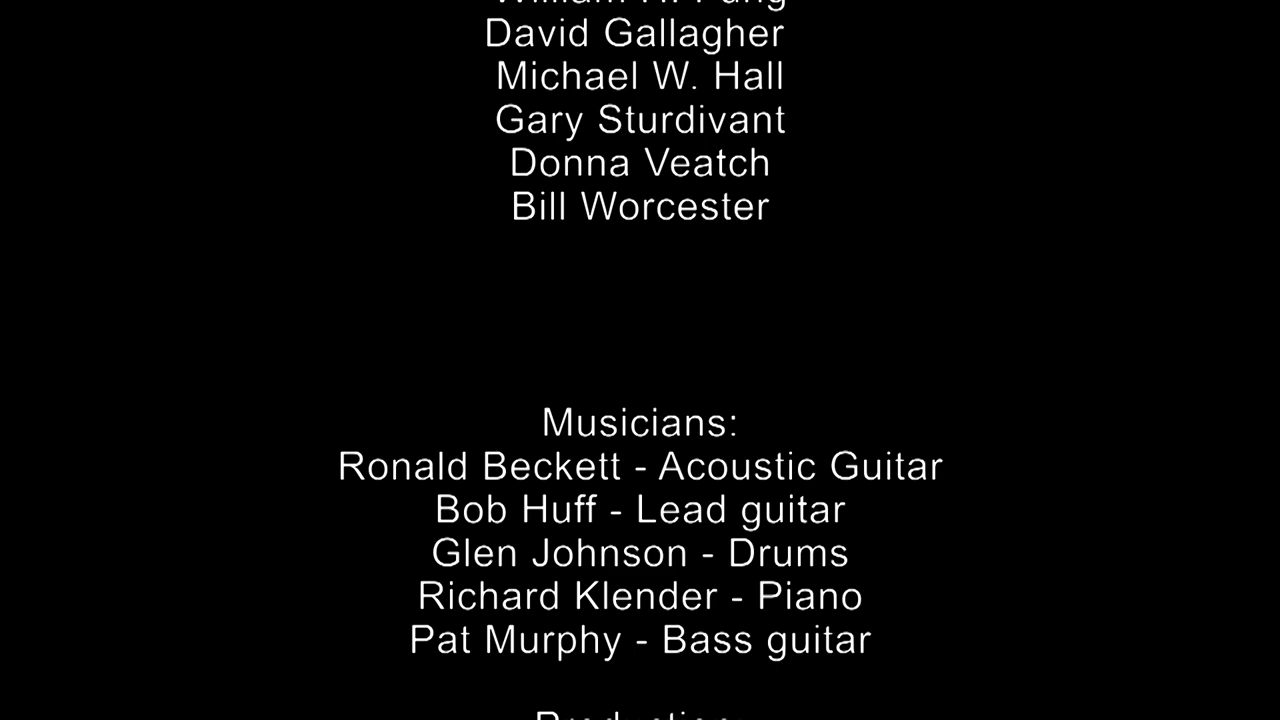 David Gallagher
Michael W. Hall
Gary Sturdivant
Donna Veatch
Bill Worcester
Musicians:
Ronald Beckett - Acoustic Guitar
Bob Huff - Lead guitar
Glen Johnson - Drums
Richard Klender - Piano
Pat Murphy - Bass guitar